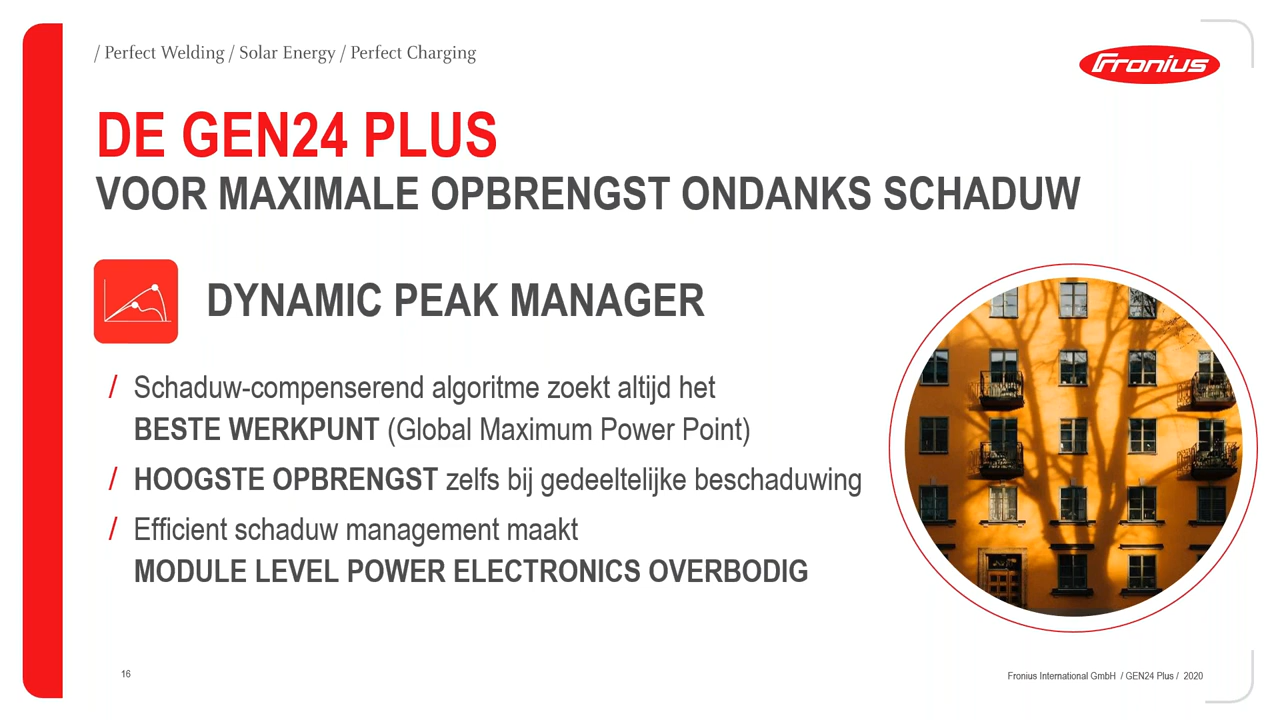 / Perfect Welding / Solar Energy / Perfect Charging
Fronius
DE GEN24 PLUS
VOOR MAXIMALE OPBRENGST ONDANKS SCHADUW
DYNAMIC PEAK MANAGER
/ Schaduw-compenserend algoritme zoekt altijd het
BESTE WERKPUNT (Global Maximum Power Point)
/ HOOGSTE OPBRENGST zelfs bij gedeeltelijke beschaduwing
/ Efficient schaduw management maakt
MODULE LEVEL POWER ELECTRONICS OVERBODIG
16
Fronius International GmbH / GEN24 Plus / 2020